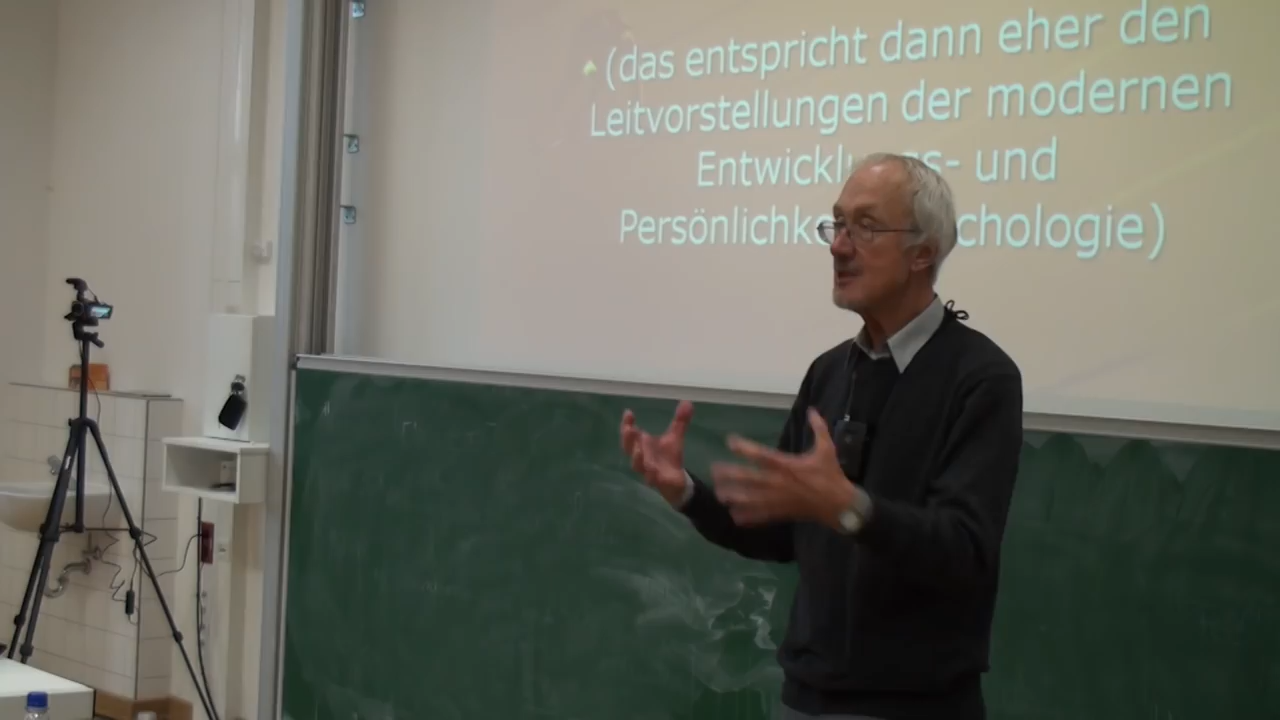 (das entspricht dann eher den
Leitvorstellungen der modernen
und